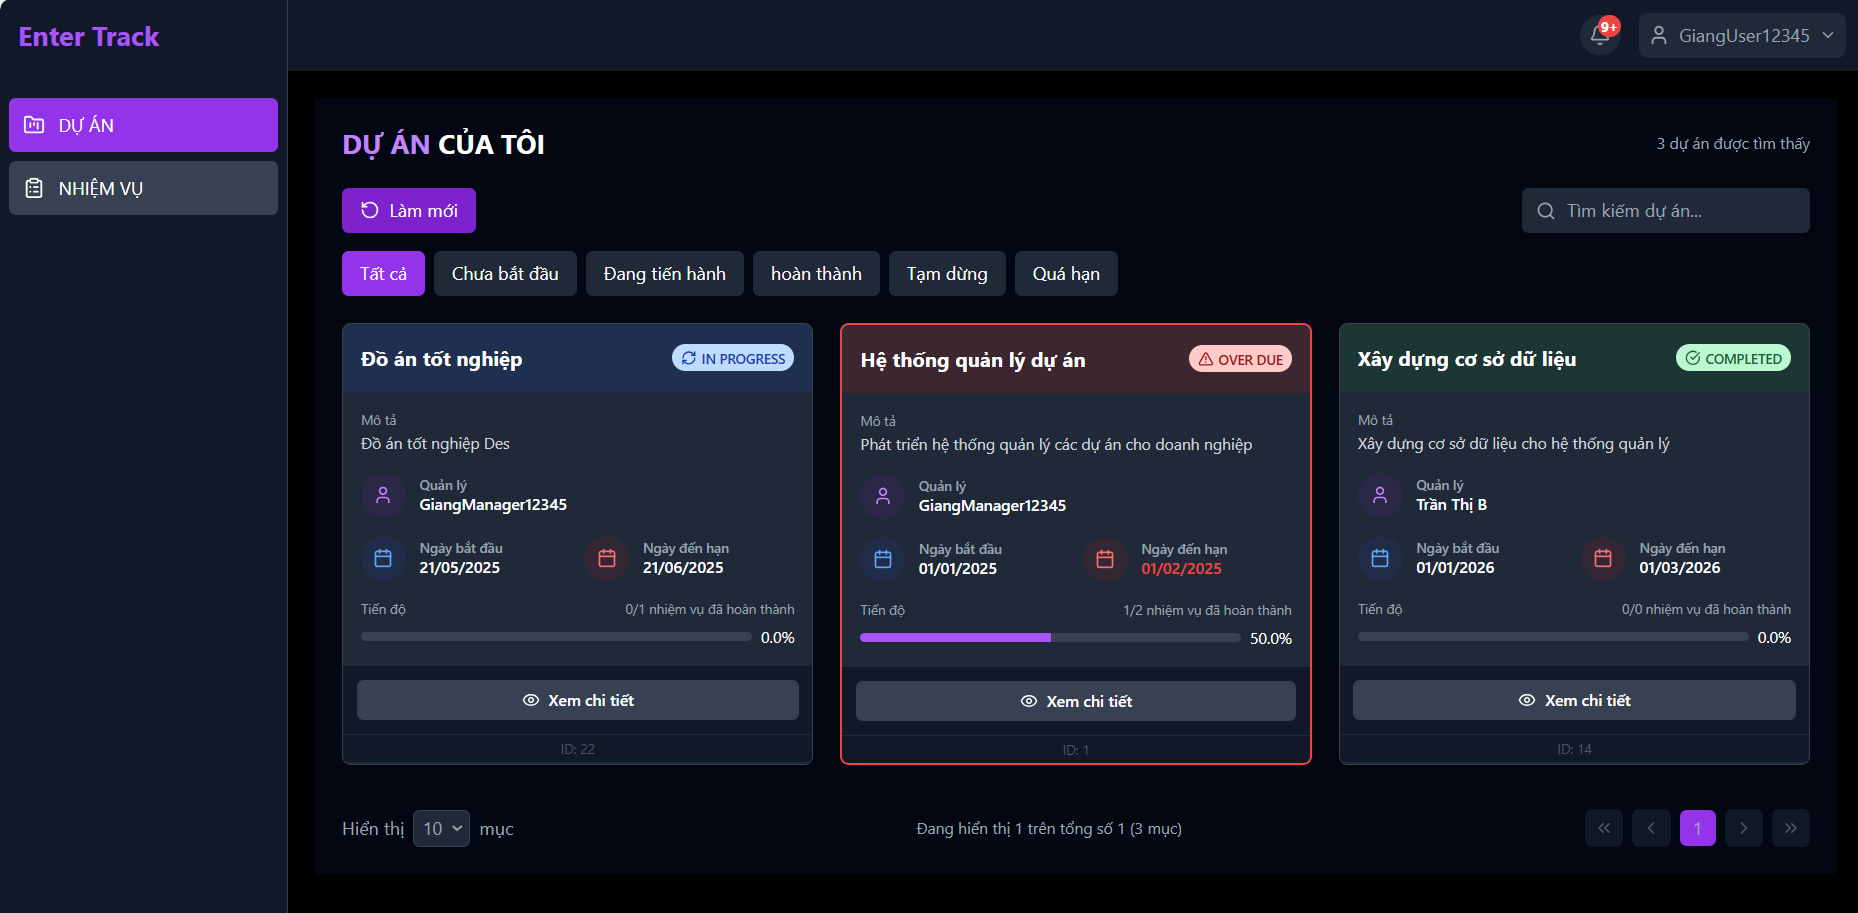 Enter Track
9+
GiangUser12345
DỰ ÁN
NHIỆM VỤ
DỰ ÁN CỦA TÔI
3 dự án được tìm thấy
Làm mới
Tìm kiếm dự án...
Tất cả
Chưa bắt đầu
Đang tiến hành
hoàn thành
Tạm dừng
Quá hạn
Đồ án tốt nghiệp
IN PROGRESS
Mô tả
Đồ án tốt nghiệp Des
Quản lý
GiangManager12345
Ngày bắt đầu
21/05/2025
Ngày đến hạn
21/06/2025
Tiến độ
0/1 nhiệm vụ đã hoàn thành
0.0%
Xem chi tiết
ID: 22
Hệ thống quản lý dự án
OVER DUE
Mô tả
Phát triển hệ thống quản lý các dự án cho doanh nghiệp
Quản lý
GiangManager12345
Ngày bắt đầu
01/01/2025
Ngày đến hạn
01/02/2025
Tiến độ
1/2 nhiệm vụ đã hoàn thành
50.0%
Xem chi tiết
ID: 1
Xây dựng cơ sở dữ liệu
COMPLETED
Mô tả
Xây dựng cơ sở dữ liệu cho hệ thống quản lý
Quản lý
Trần Thị B
Ngày bắt đầu
01/01/2026
Ngày đến hạn
01/03/2026
Tiến độ
0/0 nhiệm vụ đã hoàn thành
0.0%
Xem chi tiết
ID: 14
Hiển thị 10 mục
Đang hiển thị 1 trên tổng số 1 (3 mục)
1